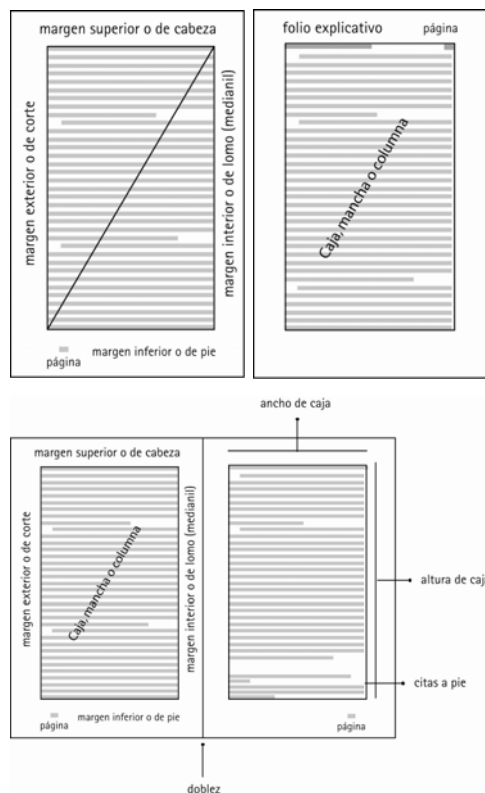 margen superior o de cabeza
margen exterior o de corte
margen interior o de lomo (medianil)
página
margen inferior o de pie
folio explicativo
página
Caja, mancha o columna
ancho de caja
margen superior o de cabeza
margen exterior o de corte
Caja, mancha o columna
margen interior o de lomo (medianil)
altura de caj
citas a pie
página
margen inferior o de pie
página
doblez